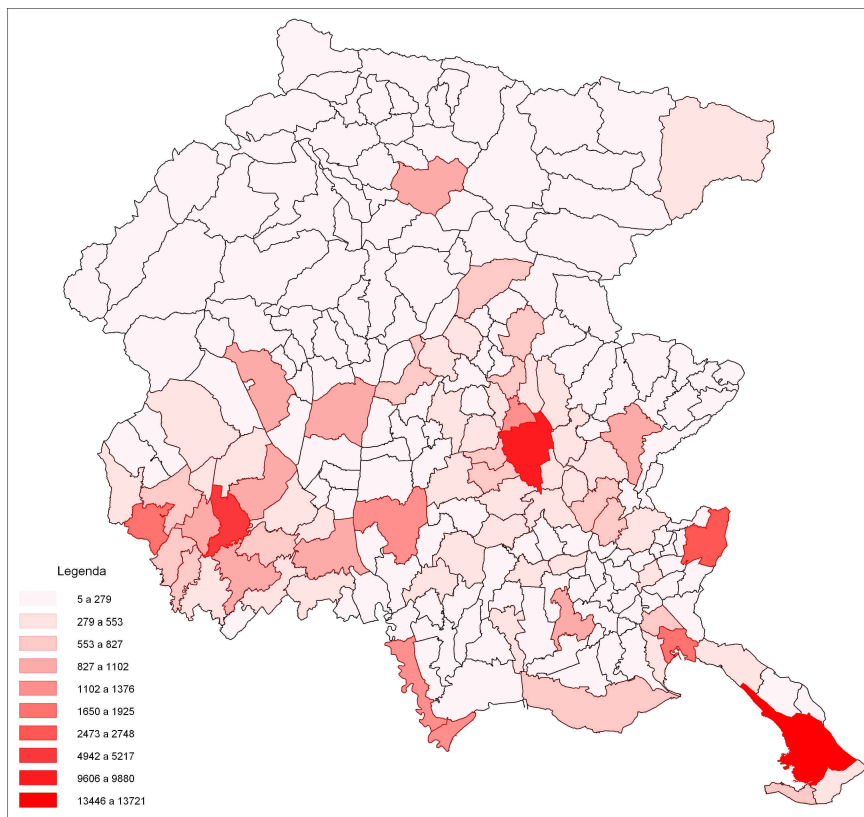 Legenda
5 a 279
279 a 553
553 a 827
827 a 1102
1102 a 1376
1650 a 1925
2473 a 2748
4942 a 5217
9606 a 9880
13446 a 13721